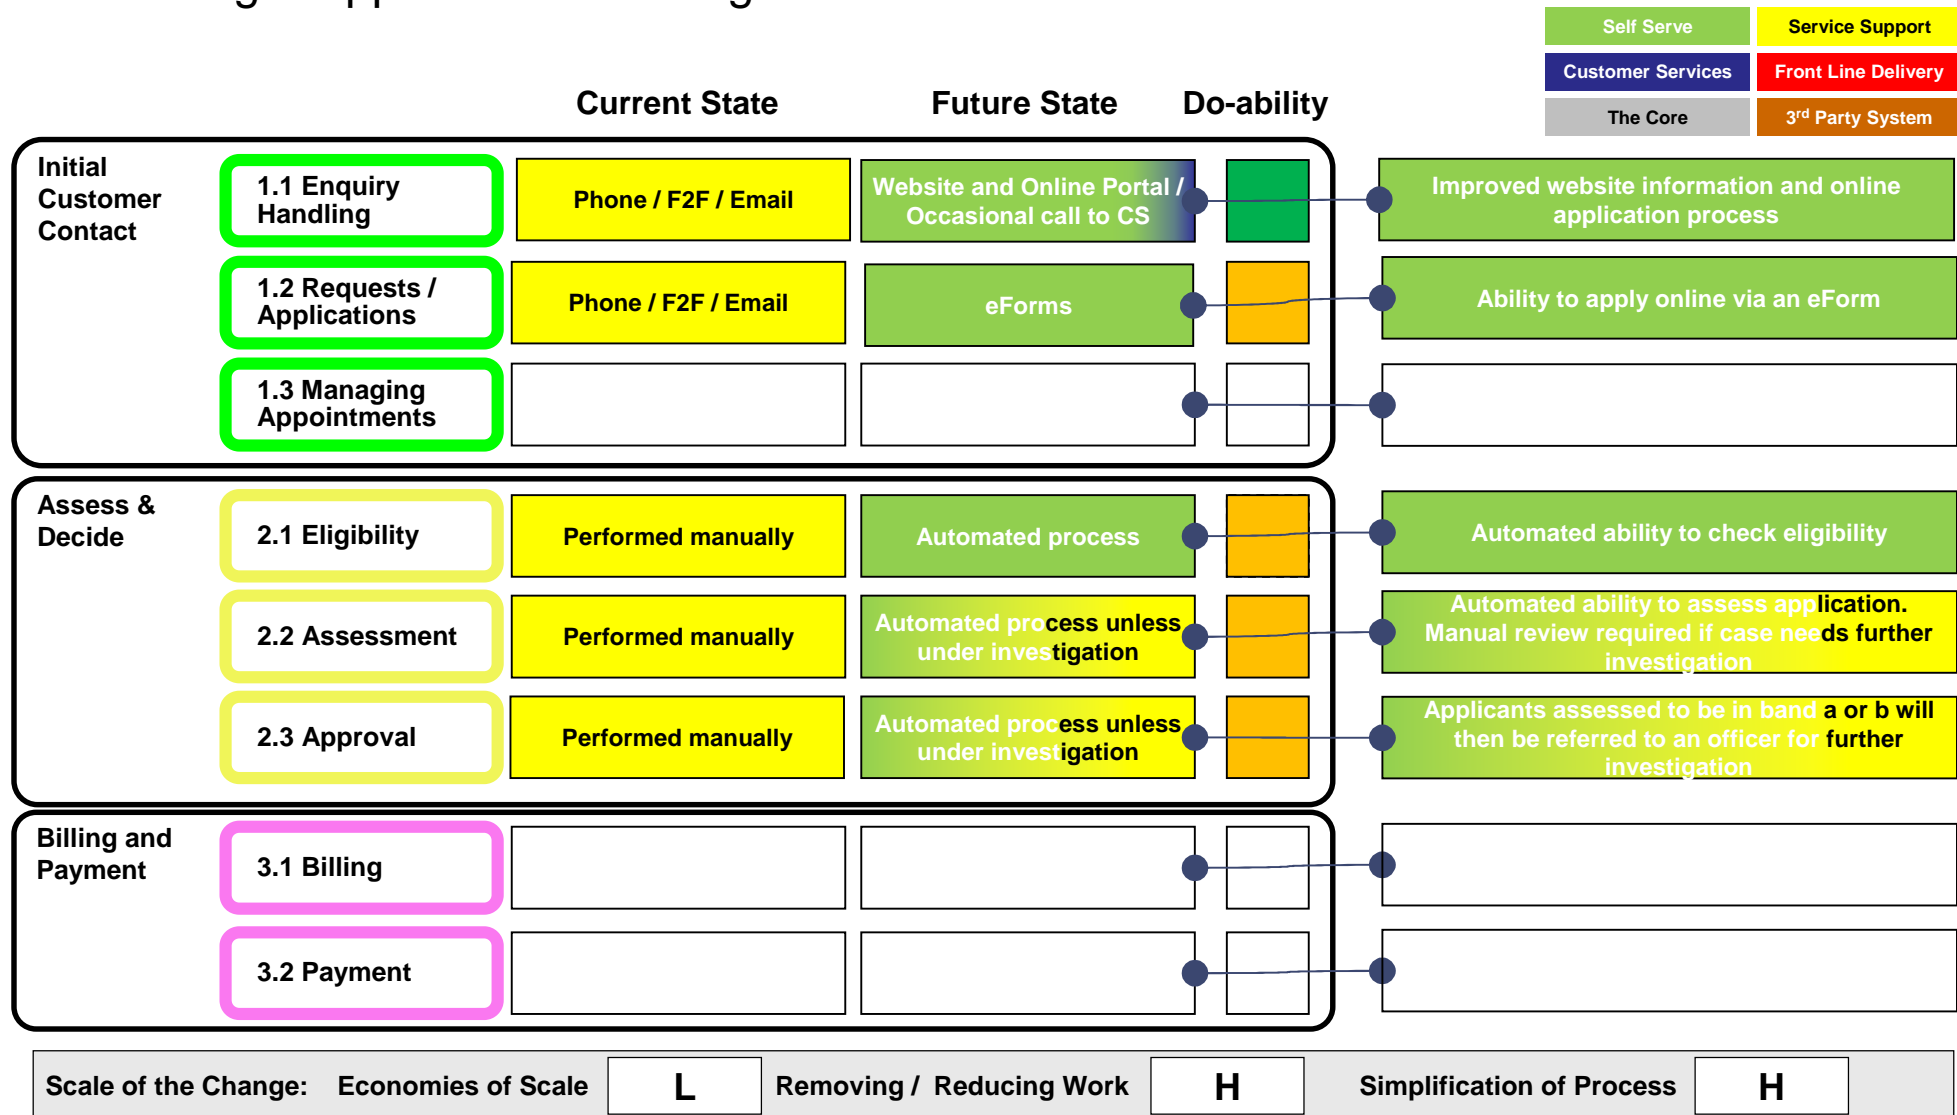 Self Serve
Service Support
Customer Services
Front Line Delivery
The Core
3rd Party System
Current State
Future State
Do-ability
Initial
Customer
Contact
1.1 Enquiry
Handling
Phone / F2F / Email
Website and Online Portal /
Occasional call to CS
Improved website information and online
application process
1.2 Requests /
Applications
Phone / F2F / Email
eForms
Ability to apply online via an eForm
1.3 Managing
Appointments
Assess &
Decide
2.1 Eligibility
Performed manually
Automated process
Automated ability to check eligibility
2.2 Assessment
Performed manually
Automated process unless
under investigation
Automated ability to assess application.
Manual review required if case needs further
investigation
2.3 Approval
Performed manually
Automated process unless
under investigation
Applicants assessed to be in band a or b will
then be referred to an officer for further
investigation
Billing and
Payment
3.1 Billing
3.2 Payment
Scale of the Change: Economies of Scale L Removing / Reducing Work H Simplification of Process H